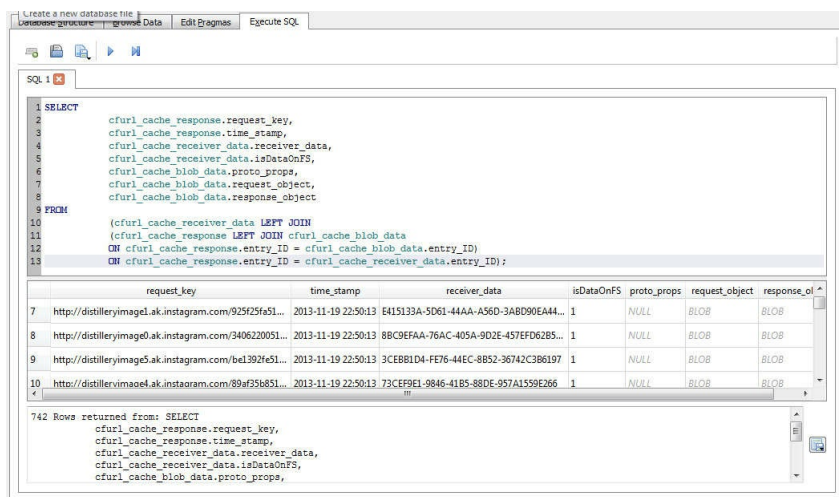 Create a new database file
Database Structure Browse Data Edit Pragmas Execute SQL
SQL 1
1 SELECT
2 cfurl_cache_response.request_key,
3 cfurl_cache_response.time_stamp,
4 cfurl_cache_receiver_data.receiver_data,
5 cfurl_cache_receiver_data.isDataOnFS,
6 cfurl_cache_blob_data.proto_props,
7 cfurl_cache_blob_data.request_object,
8 cfurl_cache_blob_data.response_object
9 FROM
10 (cfurl_cache_receiver_data LEFT JOIN
11 (cfurl_cache_response LEFT JOIN cfurl_cache_blob_data
12 ON cfurl_cache_response.entry_ID = cfurl_cache_blob_data.entry_ID)
13 ON cfurl_cache_response.entry_ID = cfurl_cache_receiver_data.entry_ID);
request_key time_stamp receiver_data isDataOnFS proto_props request_object response_ol
7 http://distilleryimage1.ak.instagram.com/925f25fa51... 2013-11-19 22:50:13 E415133A-5D61-44AA-A56D-3ABD90EA44... 1 NULL BLOB BLOB
8 http://distilleryimage0.ak.instagram.com/3406220051... 2013-11-19 22:50:13 8BC9EFAA-76AC-405A-9D2E-457EFD62B5... 1 NULL BLOB BLOB
9 http://distilleryimage5.ak.instagram.com/be1392fe51... 2013-11-19 22:50:13 3CEBB1D4-FE76-44EC-8B52-36742C3B6197 1 NULL BLOB BLOB
10 http://distilleryimage4.ak.instagram.com/89af35b851... 2013-11-19 22:50:13 73CEF9E1-9846-41B5-88DE-957A1559E266 1 NULL BLOB BLOB
742 Rows returned from: SELECT
cfurl_cache_response.request_key,
cfurl_cache_response.time_stamp,
cfurl_cache_receiver_data.receiver_data,
cfurl_cache_receiver_data.isDataOnFS,
cfurl_cache_blob_data.proto_props,